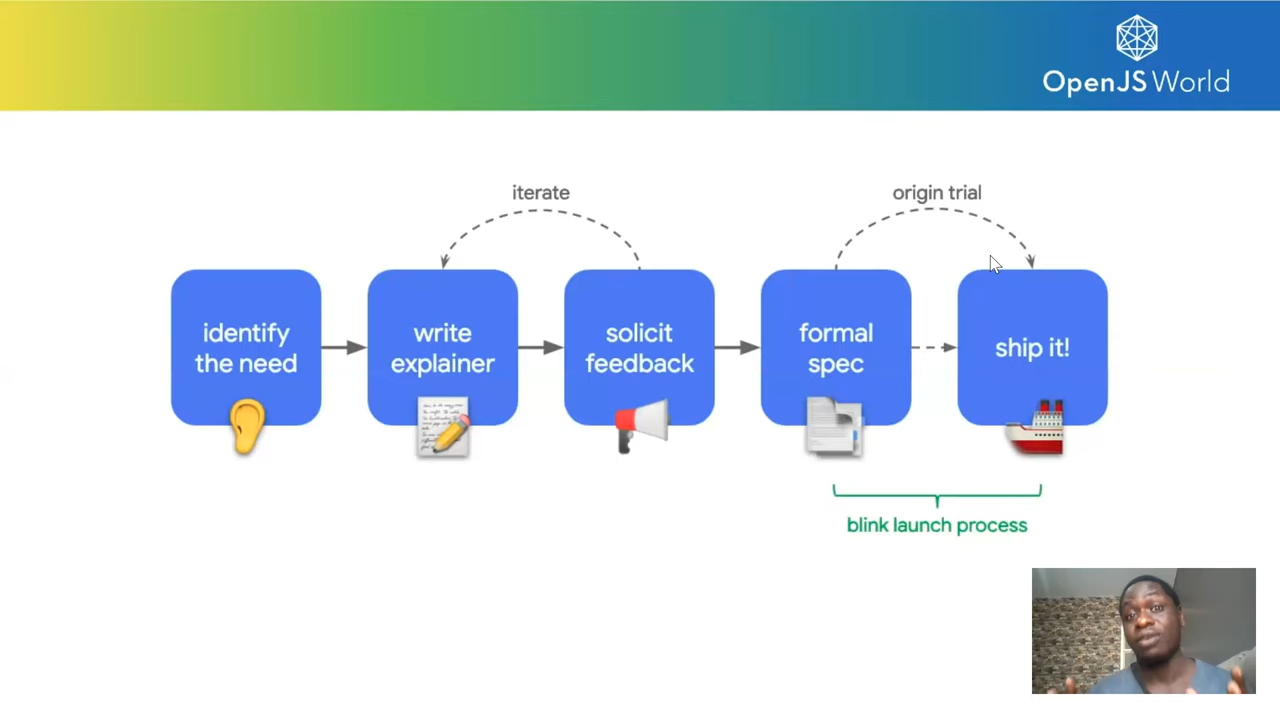 OpenJS World
iterate
origin trial
identify
the need
write
explainer
solicit
feedback
formal
spec
ship it!
blink launch process